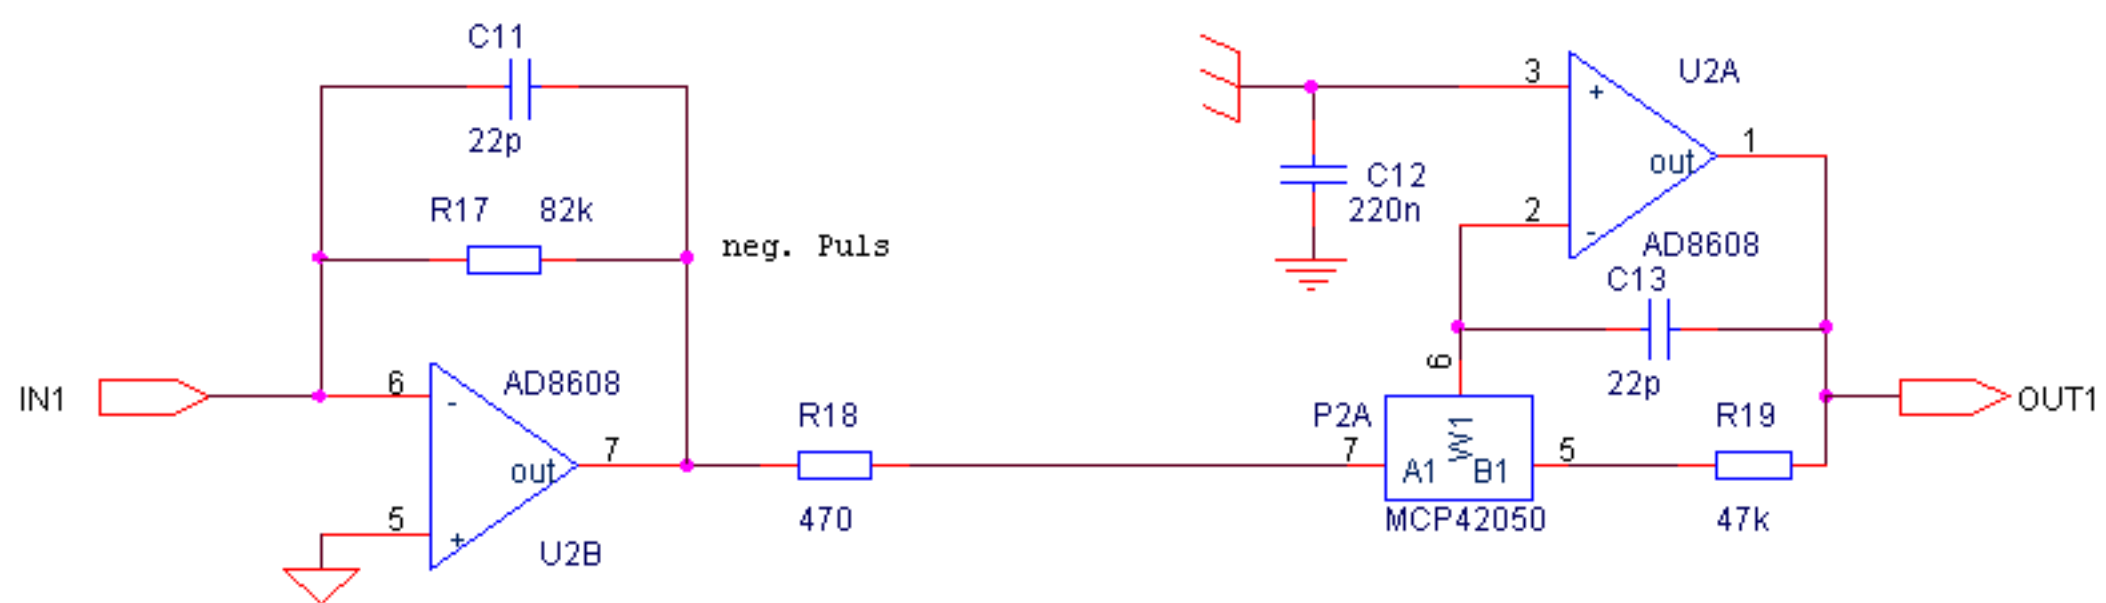 C11
22p
R17 82k
neg. Puls
IN1
6
AD8608
-
7
out
5
+
U2B
R18
470
3
U2A
+
1
out
C12
220n
2
-
AD8608
C13
22p
6
P2A
7
W1
A1 B1
5
MCP42050
R19
47k
OUT1